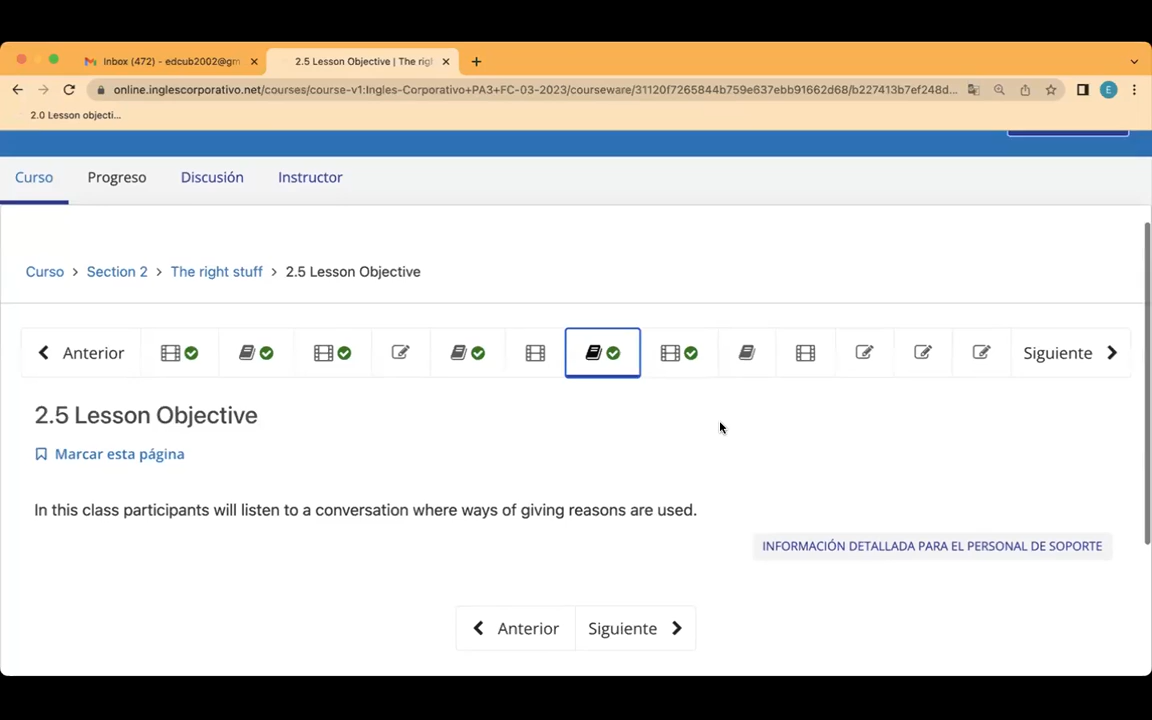 Inbox (472) - edcub2002@gm
2.5 Lesson Objective | The rig
online.inglescorporativo.net/courses/course-v1:Ingles-Corporativo+PA3+FC-03-2023/courseware/31120f7265844b759e637ebb91662d68/b227413b7ef248d...
E
2.0 Lesson objecti...
Curso Progreso Discusión Instructor
Curso > Section 2 > The right stuff > 2.5 Lesson Objective
Anterior Siguiente
2.5 Lesson Objective
Marcar esta página
In this class participants will listen to a conversation where ways of giving reasons are used.
INFORMACIÓN DETALLADA PARA EL PERSONAL DE SOPORTE
Anterior Siguiente